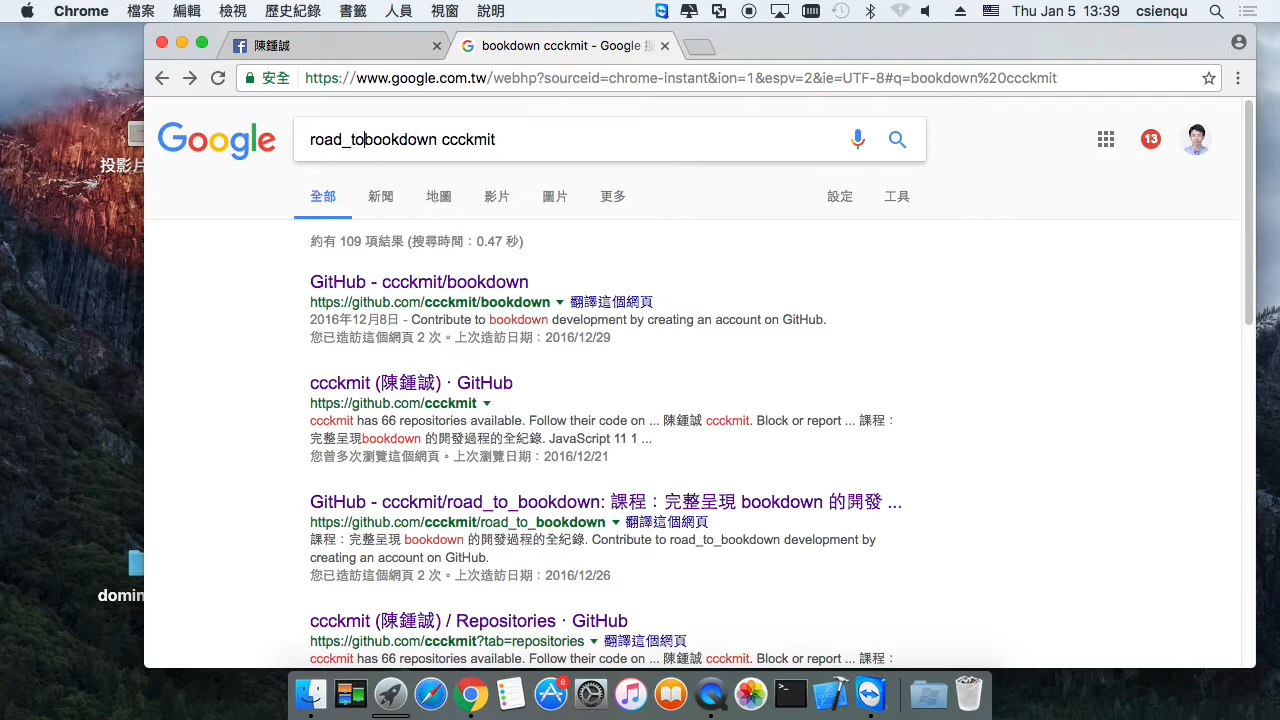 Chrome 檔案 編輯 檢視 歷史紀錄 書籤 人員 視窗 說明 Thu Jan 5 13:39 csienqu
陳鍾誠 bookdown ccckmit - Google 搜
安全 https://www.google.com.tw/webhp?sourceid=chrome-instant&ion=1&espv=2&ie=UTF-8#q=bookdown%20ccckmit
Google road_tobookdown ccckmit 13
投影片
全部 新聞 地圖 影片 圖片 更多 設定 工具
約有 109 項結果 (搜尋時間：0.47 秒)
GitHub - ccckmit/bookdown
https://github.com/ccckmit/bookdown 翻譯這個網頁
2016年12月8日 - Contribute to bookdown development by creating an account on GitHub.
您已造訪這個網頁 2 次。上次造訪日期：2016/12/29
ccckmit (陳鍾誠) · GitHub
https://github.com/ccckmit
ccckmit has 66 repositories available. Follow their code on ... 陳鍾誠 ccckmit. Block or report ... 課程：
完整呈現bookdown 的開發過程的全紀錄. JavaScript 11 1 ...
您曾多次瀏覽這個網頁。上次瀏覽日期：2016/12/21
GitHub - ccckmit/road_to_bookdown: 課程：完整呈現 bookdown 的開發 ...
https://github.com/ccckmit/road_to_bookdown 翻譯這個網頁
課程：完整呈現 bookdown 的開發過程的全紀錄. Contribute to road_to_bookdown development by
creating an account on GitHub.
您已造訪這個網頁 2 次。上次造訪日期：2016/12/26
domin
ccckmit (陳鍾誠) / Repositories · GitHub
https://github.com/ccckmit?tab=repositories 翻譯這個網頁
ccckmit has 66 repositories available. Follow their code on ... 陳鍾誠 ccckmit. Block or report ... 課程：
6